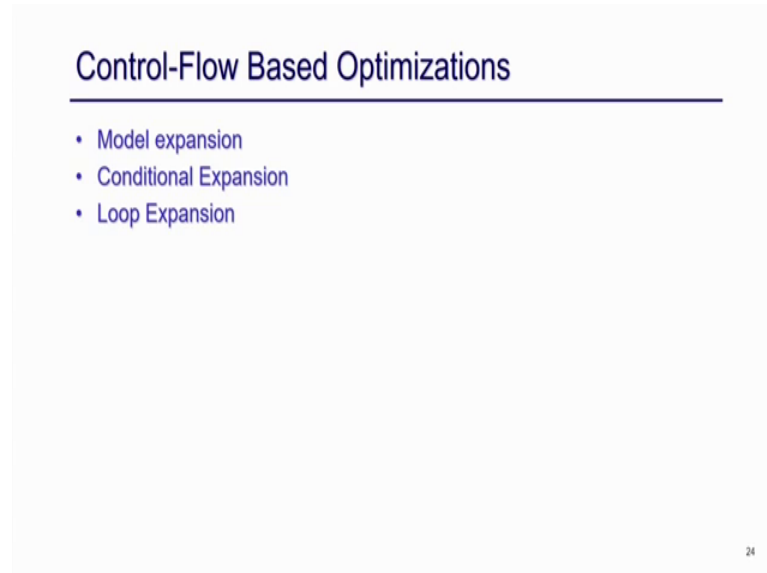 Control-Flow Based Optimizations
• Model expansion
• Conditional Expansion
• Loop Expansion
24